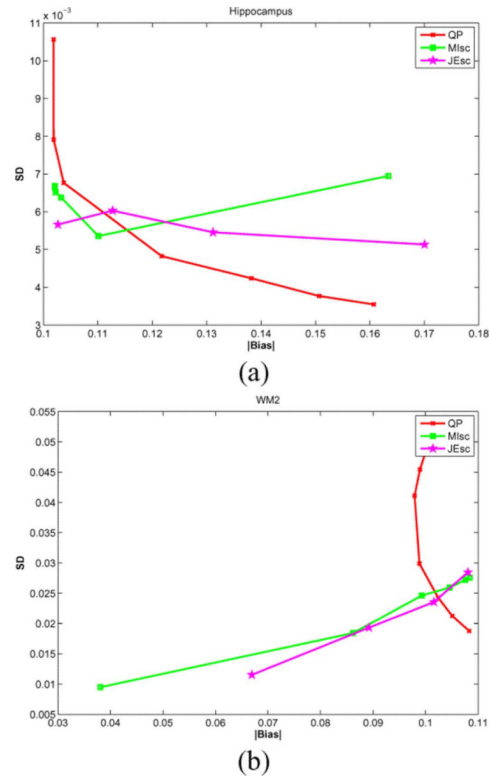 Hippocampus
x 10⁻³
11
10
9
8
7
6
5
4
3
SD
QP
MIsc
JEsc
0.1 0.11 0.12 0.13 0.14 0.15 0.16 0.17 0.18
|Bias|
(a)
WM2
0.055
0.05
0.045
0.04
0.035
0.03
0.025
0.02
0.015
0.01
0.005
SD
QP
MIsc
JEsc
0.03 0.04 0.05 0.06 0.07 0.08 0.09 0.1 0.11
|Bias|
(b)